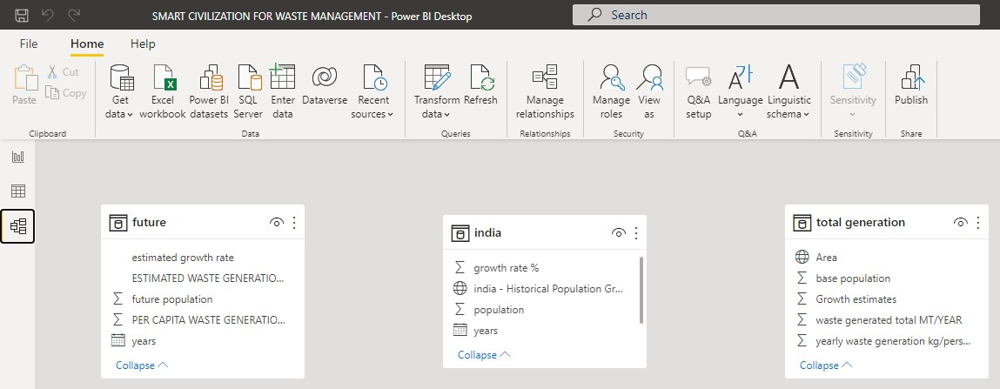 SMART CIVILIZATION FOR WASTE MANAGEMENT - Power BI Desktop
Search
File Home Help
Paste
Cut
Copy
Clipboard
Get data
Excel workbook
Power BI datasets
SQL Server
Enter data
Dataverse
Recent sources
Data
Transform data
Refresh
Queries
Manage relationships
Relationships
Manage roles
View as
Security
Q&A setup
Language
Linguistic schema
Q&A
Sensitivity
Sensitivity
Publish
Share
future
estimated growth rate
ESTIMATED WASTE GENERATIO...
future population
PER CAPITA WASTE GENERATIO...
years
Collapse
india
growth rate %
india - Historical Population Gr...
population
years
Collapse
total generation
Area
base population
Growth estimates
waste generated total MT/YEAR
yearly waste generation kg/pers...
Collapse